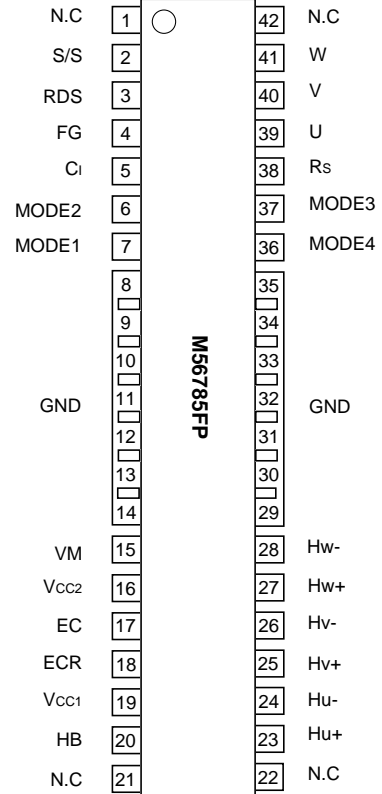 N.C 1 42 N.C
S/S 2 41 W
RDS 3 40 V
FG 4 39 U
CI 5 38 RS
MODE2 6 37 MODE3
MODE1 7 36 MODE4
8 35
9 34
10 33
GND 11 32 GND
12 31
13 30
14 29
M56785FP
VM 15 28 Hw-
VCC2 16 27 Hw+
EC 17 26 Hv-
ECR 18 25 Hv+
VCC1 19 24 Hu-
HB 20 23 Hu+
N.C 21 22 N.C